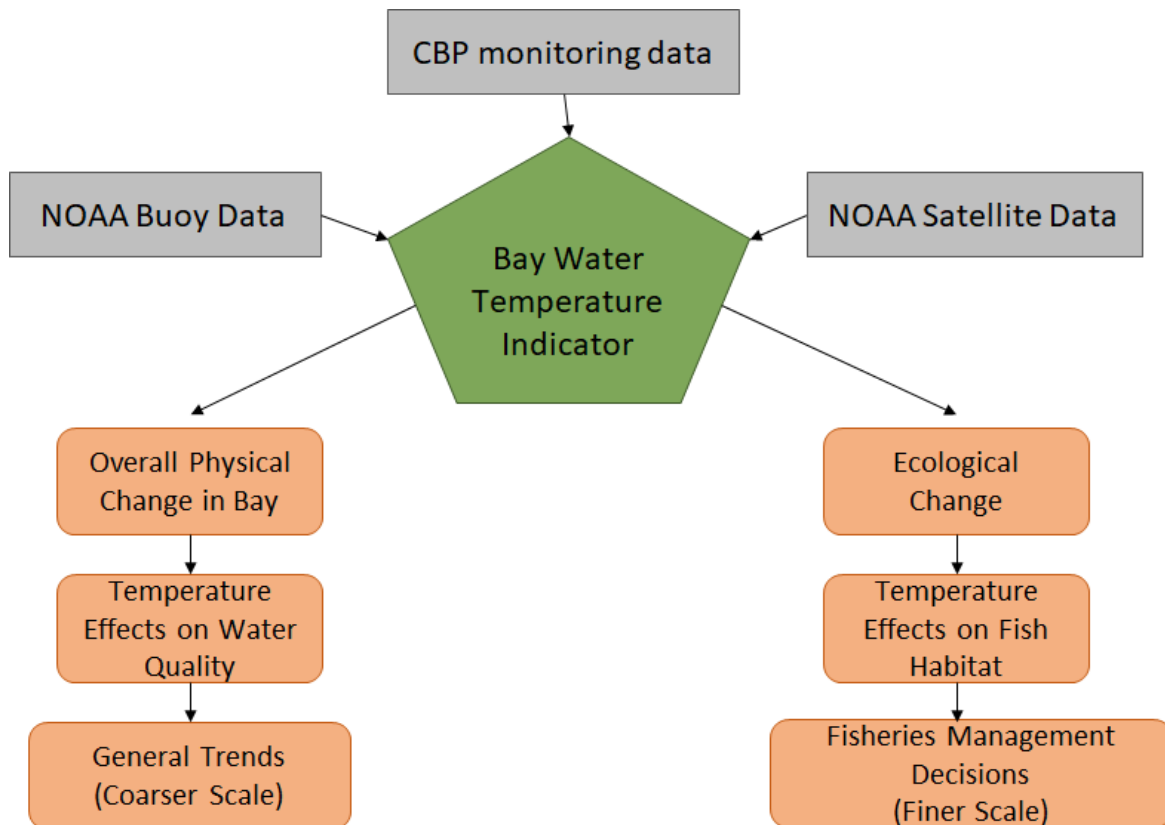 CBP monitoring data
NOAA Buoy Data
NOAA Satellite Data
Bay Water
Temperature
Indicator
Overall Physical
Change in Bay
Ecological
Change
Temperature
Effects on Water
Quality
Temperature
Effects on Fish
Habitat
General Trends
(Coarser Scale)
Fisheries Management
Decisions
(Finer Scale)